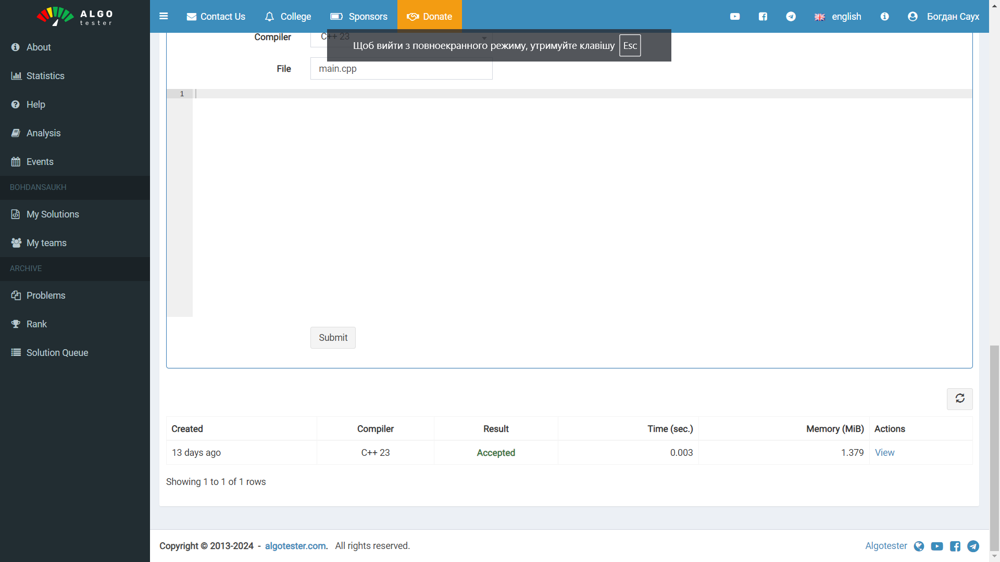 ALGO
tester
Contact Us
College
Sponsors
Donate
english
Богдан Саух
About
Statistics
Help
Analysis
Events
BOHDANSAUKH
My Solutions
My teams
ARCHIVE
Problems
Rank
Solution Queue
Compiler
C++ 23
Щоб вийти з повноекранного режиму, утримуйте клавішу Esc
File
main.cpp
1
Submit
Created Compiler Result Time (sec.) Memory (MiB) Actions
13 days ago C++ 23 Accepted 0.003 1.379 View
Showing 1 to 1 of 1 rows
Copyright © 2013-2024 - algotester.com. All rights reserved.
Algotester